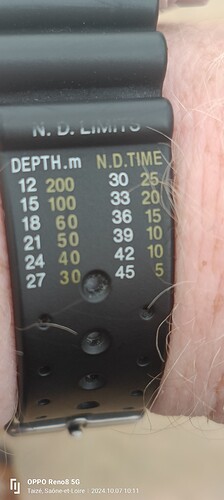 N. D. LIMITS
DEPTH.m N.D.TIME
12 200 30 25
15 100 33 20
18 60 36 15
21 50 39 10
24 40 42 10
27 30 45 5
OPPO Reno8 5G
Taizé, Saône-et-Loire | 2024.10.07 10:11